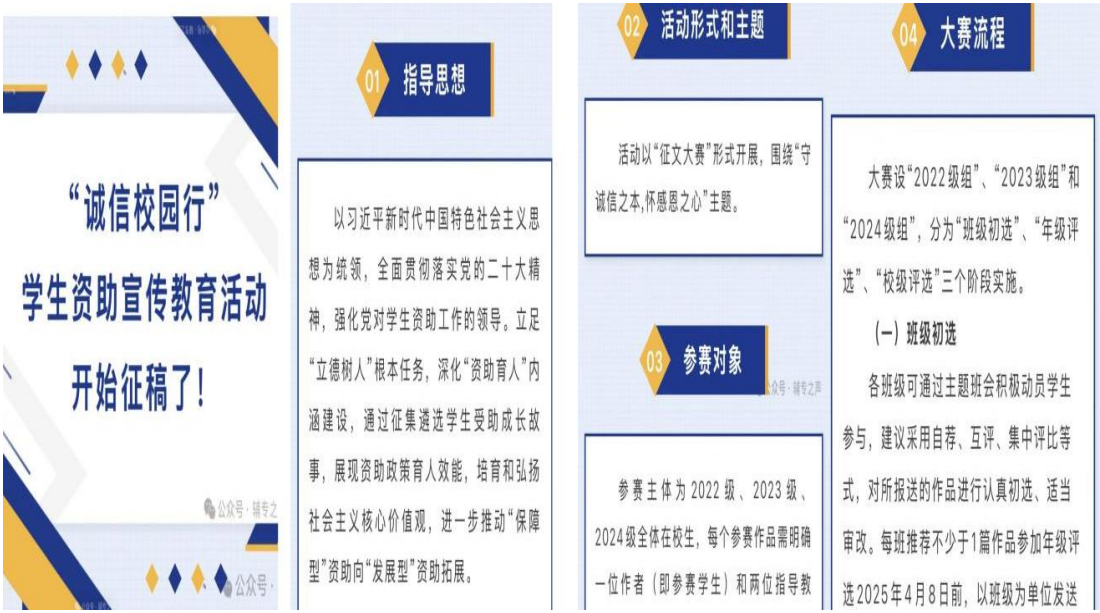 “诚信校园行”
学生资助宣传教育活动
开始征稿了！
公众号·辅专之
公众号·
01 指导思想
以习近平新时代中国特色社会主义思
想为统领，全面贯彻落实党的二十大精
神，强化党对学生资助工作的领导。立足
“立德树人”根本任务，深化“资助育人”内
涵建设，通过征集遴选学生受助成长故
事，展现资助政策育人效能，培育和弘扬
社会主义核心价值观，进一步推动“保障
型”资助向“发展型”资助拓展。
02 活动形式和主题
活动以“征文大赛”形式开展，围绕“守
诚信之本,怀感恩之心”主题。
03 参赛对象
公众号·辅专之声
参赛主体为 2022 级、2023 级、
2024级全体在校生，每个参赛作品需明确
一位作者（即参赛学生）和两位指导教
04 大赛流程
大赛设“2022级组”、“2023级组”和
“2024级组”，分为“班级初选”、“年级评
选”、“校级评选”三个阶段实施。
（一）班级初选
各班级可通过主题班会积极动员学生
参与，建议采用自荐、互评、集中评比等
式，对所报送的作品进行认真初选、适当
审改。每班推荐不少于1篇作品参加年级评
选2025年4月8日前，以班级为单位发送